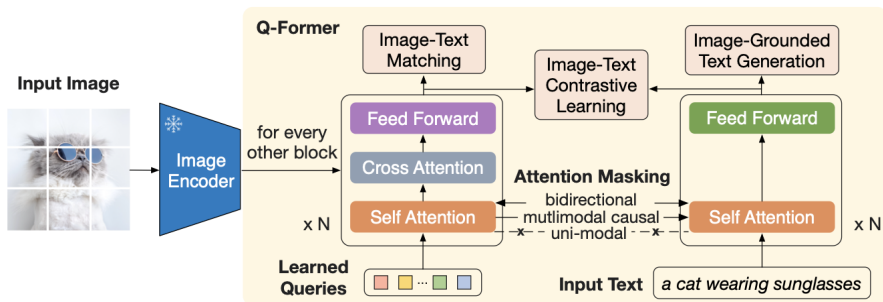 Q-Former
Input Image
Image-Text
Matching
Image-Text
Contrastive
Learning
Image-Grounded
Text Generation
Image
Encoder
for every
other block
Feed Forward
Cross Attention
Self Attention
x N
Attention Masking
bidirectional
mutlimodal causal
uni-modal
x
x
Feed Forward
Self Attention
x N
Learned
Queries
...
Input Text
a cat wearing sunglasses